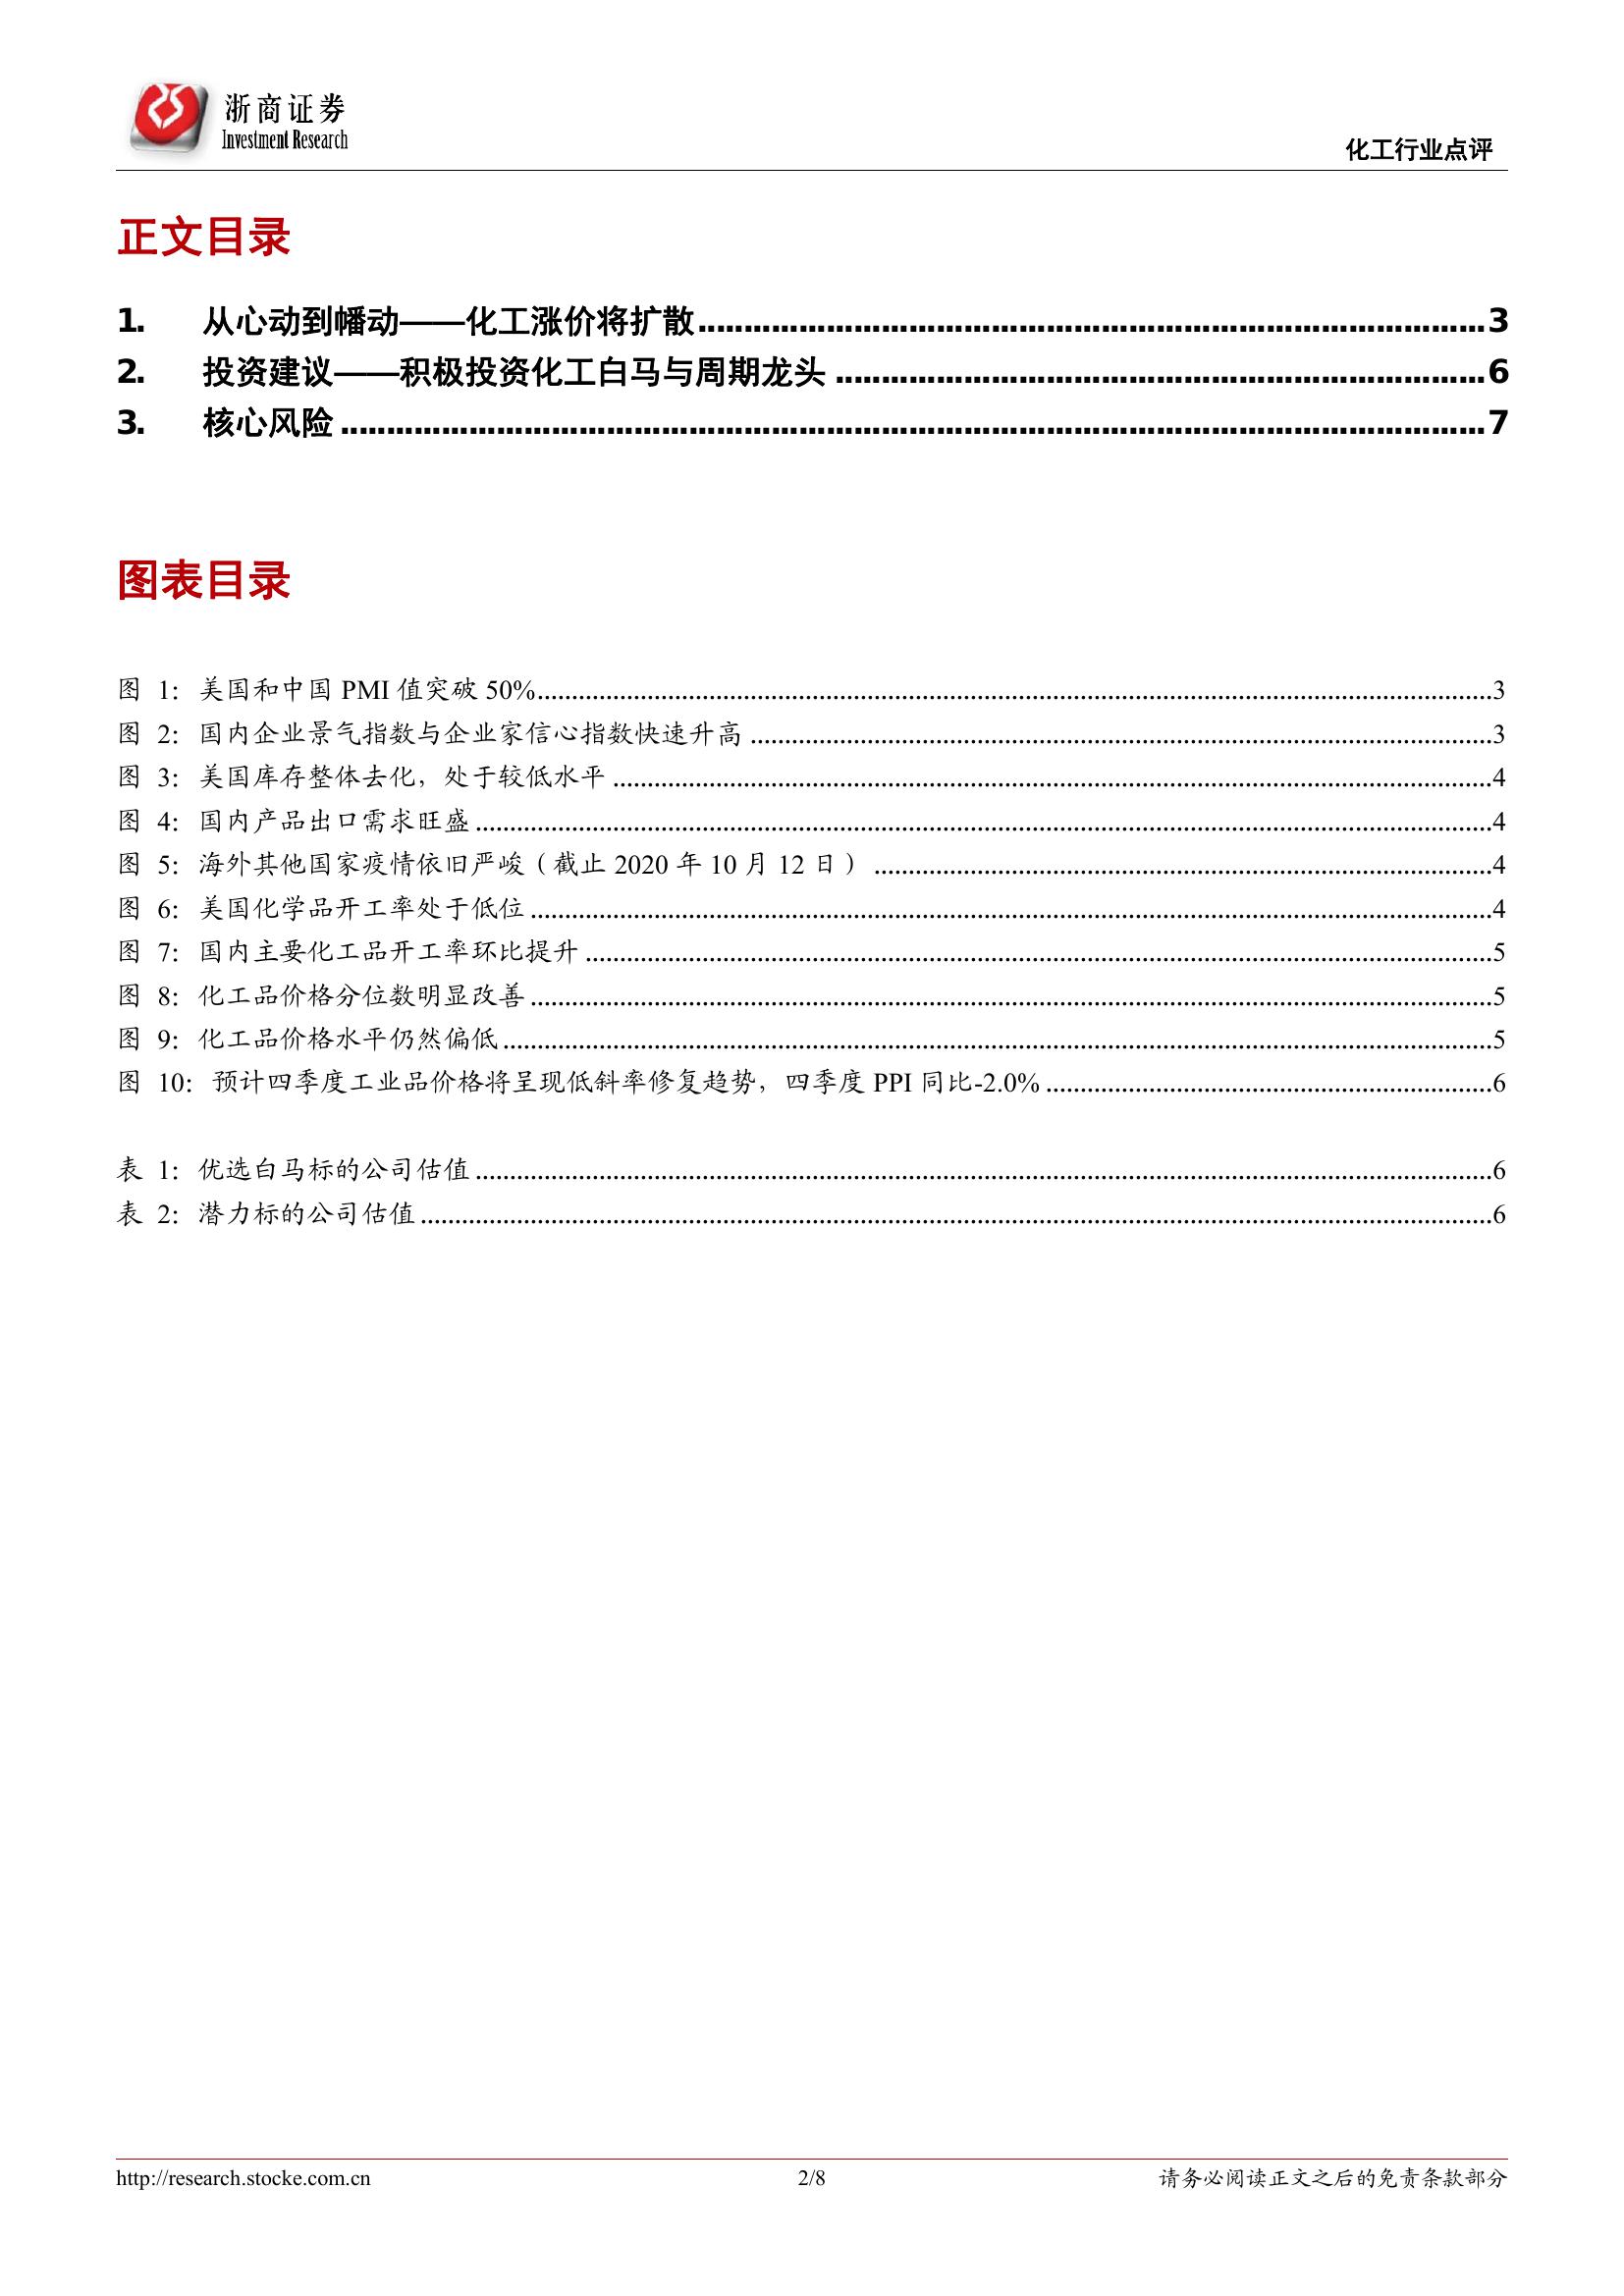 浙商证券
Investment Research
化工行业点评
正文目录
1. 从心动到幡动——化工涨价将扩散........................3
2. 投资建议——积极投资化工白马与周期龙头........................6
3. 核心风险........................7
图表目录
图 1：美国和中国 PMI 值突破 50%........................3
图 2：国内企业景气指数与企业家信心指数快速升高........................3
图 3：美国库存整体去化，处于较低水平........................4
图 4：国内产品出口需求旺盛........................4
图 5：海外其他国家疫情依旧严峻（截止 2020 年 10 月 12 日）........................4
图 6：美国化学品开工率处于低位........................4
图 7：国内主要化工品开工率环比提升........................5
图 8：化工品价格分位数明显改善........................5
图 9：化工品价格水平仍然偏低........................5
图 10：预计四季度工业品价格将呈现低斜率修复趋势，四季度 PPI 同比-2.0%........................6
表 1：优选白马标的公司估值........................6
表 2：潜力标的公司估值........................6
http://research.stocke.com.cn 2/8 请务必阅读正文之后的免责条款部分